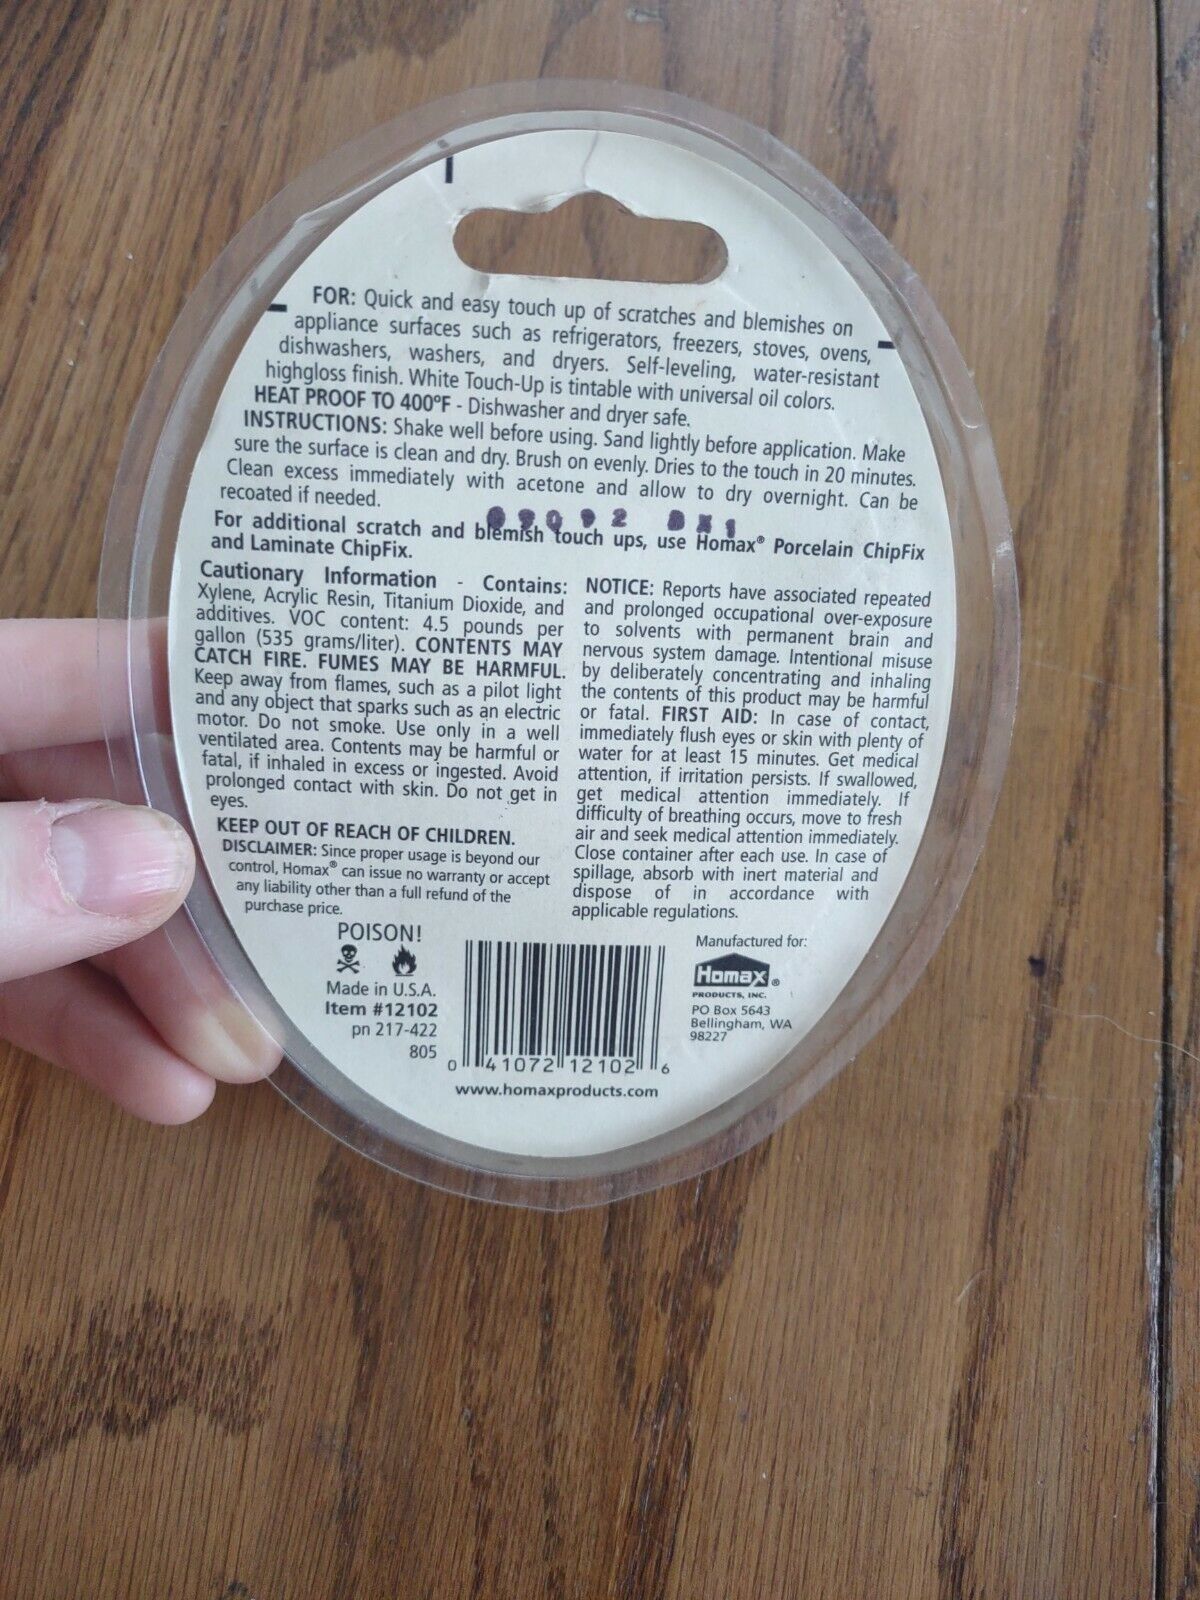 FOR: Quick and easy touch up of scratches and blemishes on
appliance surfaces such as refrigerators, freezers, stoves, ovens,
dishwashers, washers, and dryers. Self-leveling, water-resistant
highgloss finish. White Touch-Up is tintable with universal oil colors.
HEAT PROOF TO 400°F - Dishwasher and dryer safe.
INSTRUCTIONS: Shake well before using. Sand lightly before application. Make
sure the surface is clean and dry. Brush on evenly. Dries to the touch in 20 minutes.
Clean excess immediately with acetone and allow to dry overnight. Can be
recoated if needed.
For additional scratch and blemish touch ups, use Homax® Porcelain ChipFix
and Laminate ChipFix.
Cautionary Information - Contains:
Xylene, Acrylic Resin, Titanium Dioxide, and
additives. VOC content: 4.5 pounds per
gallon (535 grams/liter). CONTENTS MAY
CATCH FIRE. FUMES MAY BE HARMFUL.
Keep away from flames, such as a pilot light
and any object that sparks such as an electric
motor. Do not smoke. Use only in a well
ventilated area. Contents may be harmful or
fatal, if inhaled in excess or ingested. Avoid
prolonged contact with skin. Do not get in
eyes.
KEEP OUT OF REACH OF CHILDREN.
DISCLAIMER: Since proper usage is beyond our
control, Homax® can issue no warranty or accept
any liability other than a full refund of the
purchase price.
NOTICE: Reports have associated repeated
and prolonged occupational over-exposure
to solvents with permanent brain and
nervous system damage. Intentional misuse
by deliberately concentrating and inhaling
the contents of this product may be harmful
or fatal. FIRST AID: In case of contact,
immediately flush eyes or skin with plenty of
water for at least 15 minutes. Get medical
attention, if irritation persists. If swallowed,
get medical attention immediately. If
difficulty of breathing occurs, move to fresh
air and seek medical attention immediately.
Close container after each use. In case of
spillage, absorb with inert material and
dispose of in accordance with
applicable regulations.
POISON!
Made in U.S.A.
Item #12102
pn 217-422
805
0 41072 12102 6
www.homaxproducts.com
Manufactured for:
Homax®
PRODUCTS, INC.
PO Box 5643
Bellingham, WA
98227